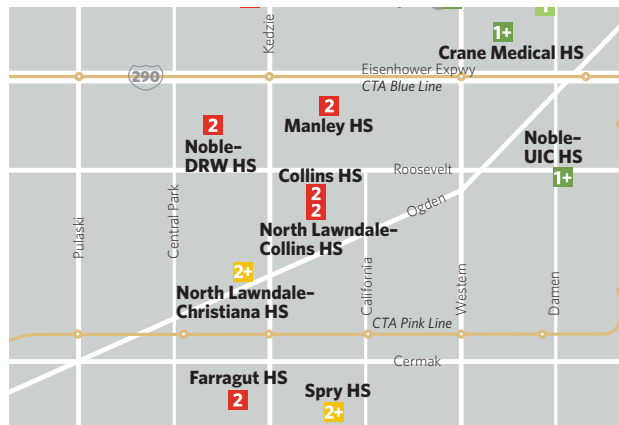 1+
Kedzie
Crane Medical HS
290
Eisenhower Expwy
CTA Blue Line
2
Manley HS
2
Noble–
DRW HS
Noble–
UIC HS
1+
Roosevelt
Collins HS
2
2
North Lawndale–
Collins HS
Ogden
Pulaski
Central Park
California
Western
Damen
2+
North Lawndale–
Christiana HS
CTA Pink Line
Cermak
Farragut HS
2
Spry HS
2+